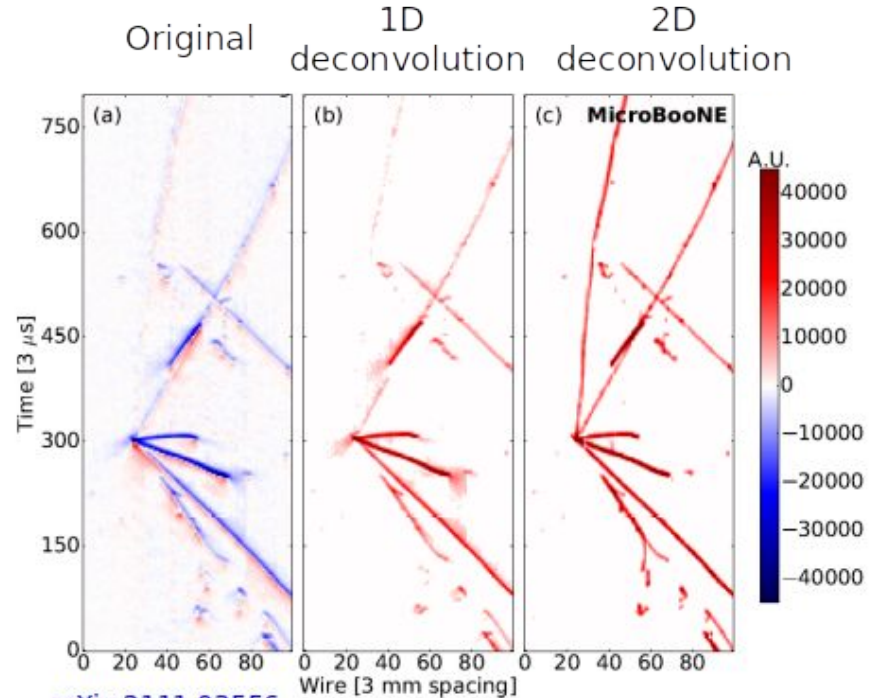 Original
1D
deconvolution
2D
deconvolution
(a)
(b)
(c) MicroBooNE
A.U.
750
600
450
300
150
0
Time [3 μs]
40000
30000
20000
10000
0
−10000
−20000
−30000
−40000
0 20 40 60 80
0 20 40 60 80
0 20 40 60 80
Wire [3 mm spacing]